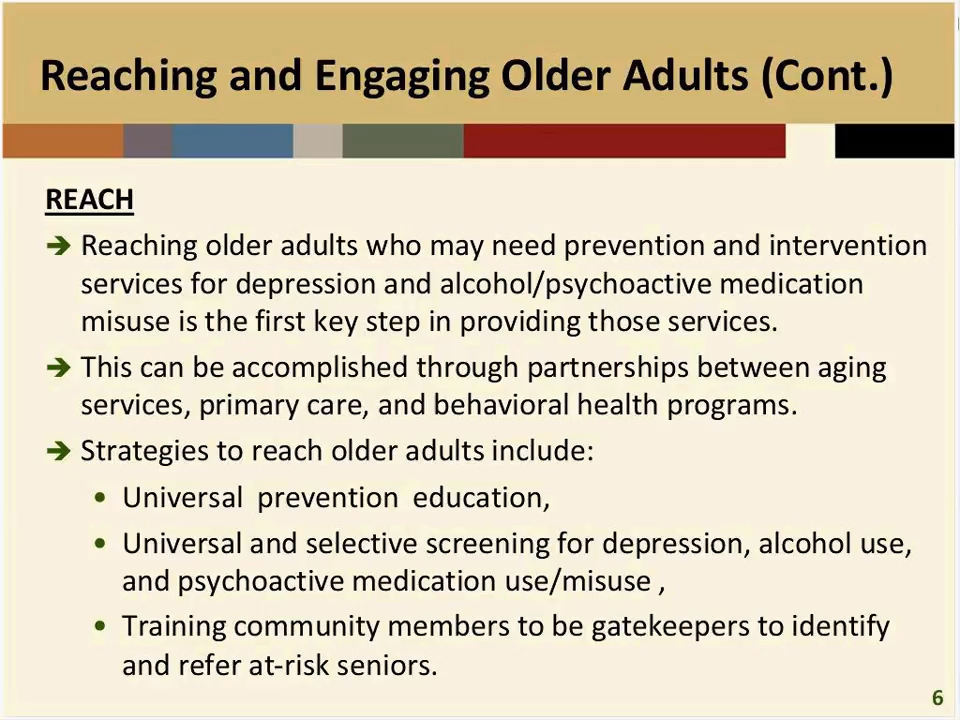 Reaching and Engaging Older Adults (Cont.)
REACH
➔ Reaching older adults who may need prevention and intervention
services for depression and alcohol/psychoactive medication
misuse is the first key step in providing those services.
➔ This can be accomplished through partnerships between aging
services, primary care, and behavioral health programs.
➔ Strategies to reach older adults include:
• Universal prevention education,
• Universal and selective screening for depression, alcohol use,
and psychoactive medication use/misuse ,
• Training community members to be gatekeepers to identify
and refer at-risk seniors.
6